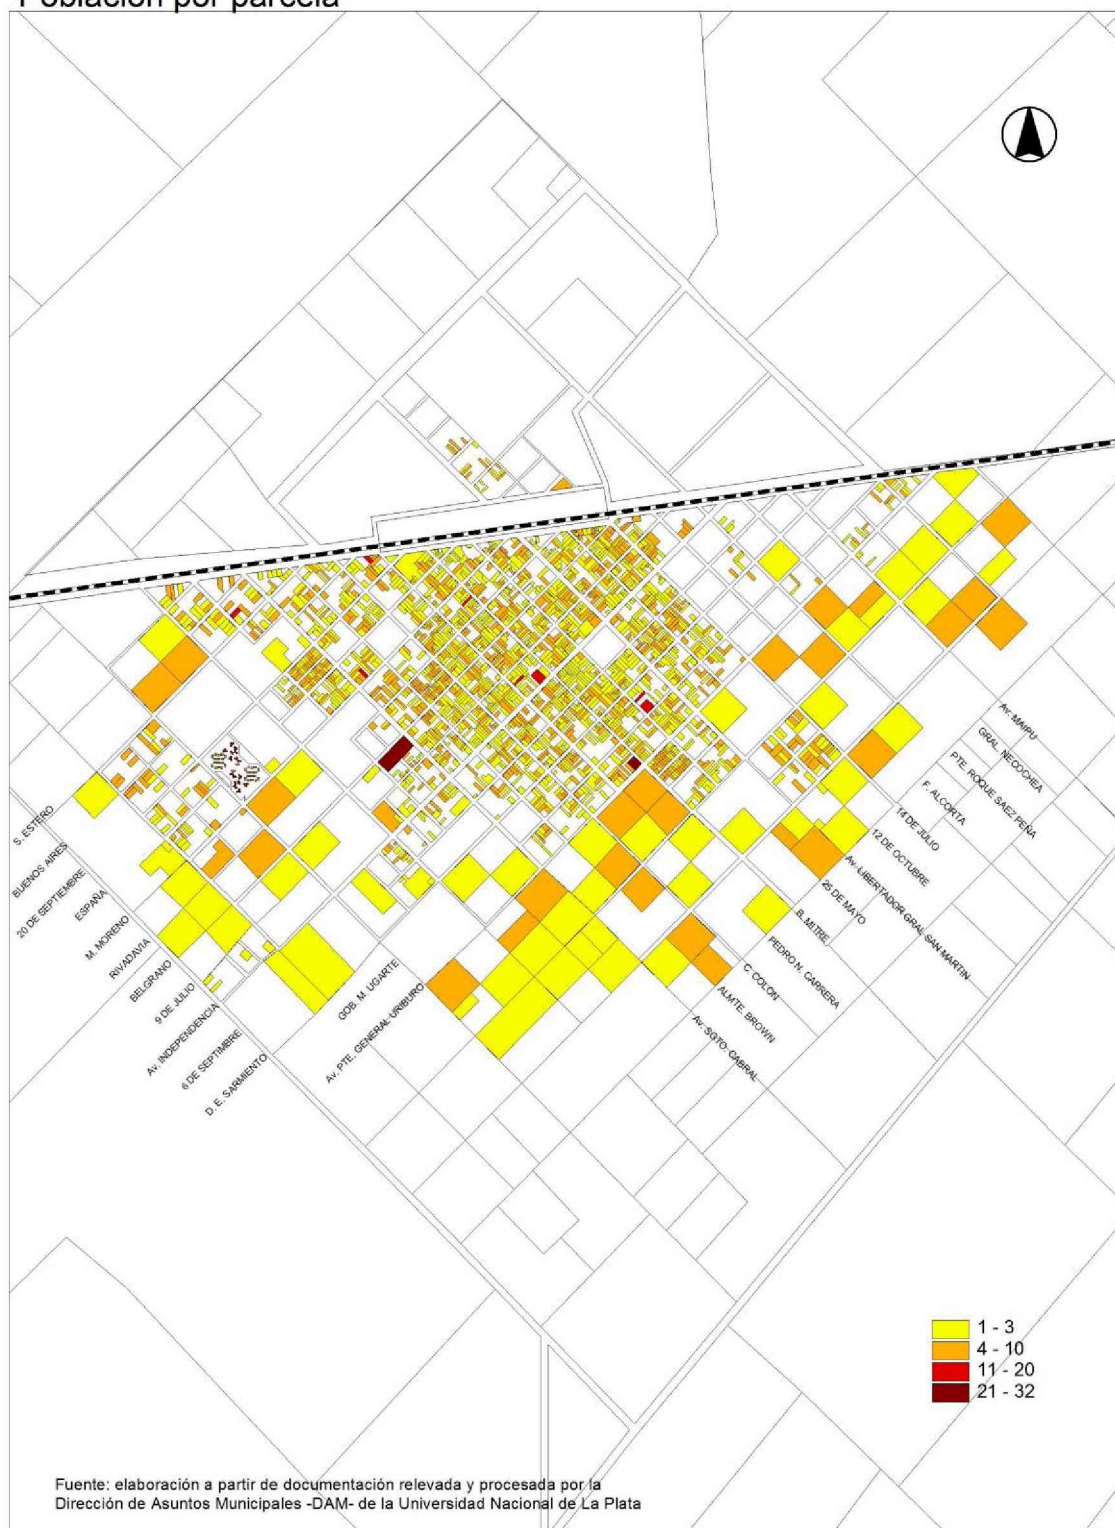 Población por parcela
Av. MAIPU
GRAL. NECOCHEA
PTE. ROQUE SAEZ PEÑA
F. ALCORTA
14 DE JULIO
12 DE OCTUBRE
Av. LIBERTADOR GRAL SAN MARTIN
25 DE MAYO
B. MITRE
PEDRO N. CARRERA
C. COLON
ALMTE. BROWN
Av. SGTO. CABRAL
S. ESTERO
BUENOS AIRES
20 DE SEPTIEMBRE
ESPAÑA
M. MORENO
RIVADAVIA
BELGRANO
9 DE JULIO
Av. INDEPENDENCIA
6 DE SEPTIEMBRE
D. E. SARMIENTO
GOB. M. UGARTE
Av. PTE. GENERAL URIBURO
1 - 3
4 - 10
11 - 20
21 - 32
Fuente: elaboración a partir de documentación relevada y procesada por la
Dirección de Asuntos Municipales -DAM- de la Universidad Nacional de La Plata